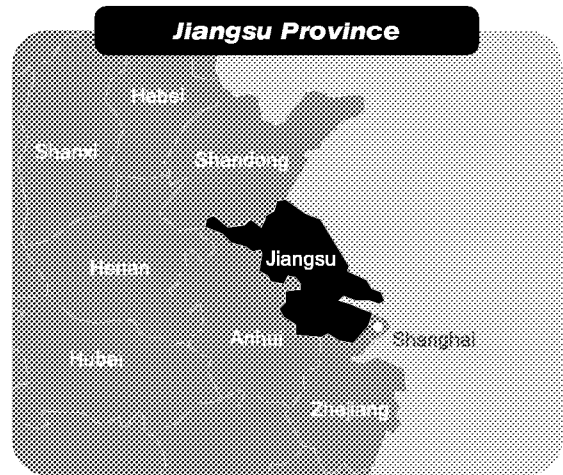 Jiangsu Province
Hebei
Shanxi
Shandong
Henan
Jiangsu
Anhui
Shanghai
Hubei
Zhejiang